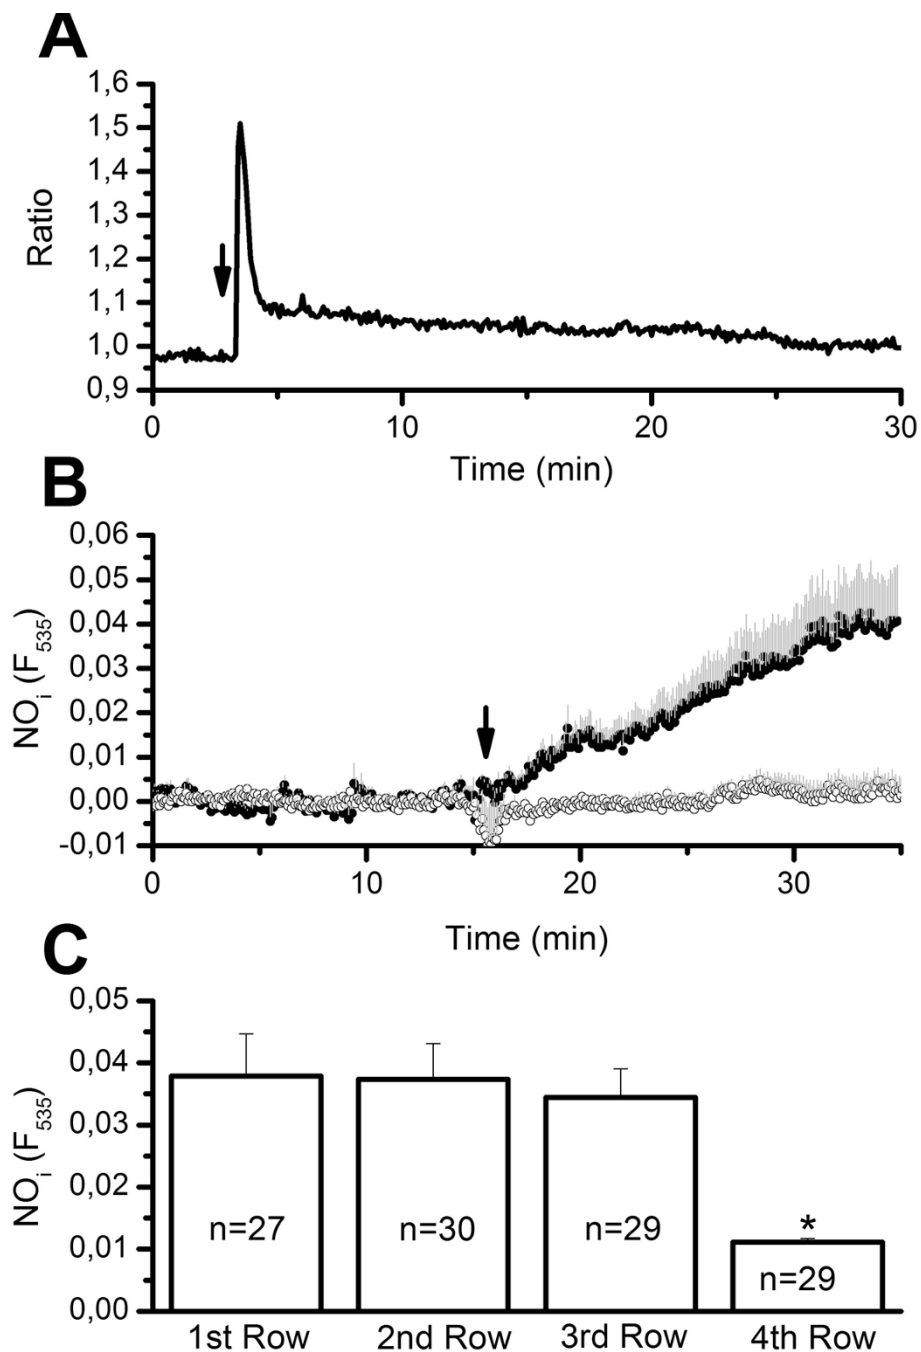 A
1,6
1,5
1,4
1,3
1,2
1,1
1,0
0,9
Ratio
0 10 20 30
Time (min)
B
0,06
0,05
0,04
0,03
0,02
0,01
0,00
-0,01
NOi (F535)
0 10 20 30
Time (min)
C
0,05
0,04
0,03
0,02
0,01
0,00
NOi (F535)
n=27 n=30 n=29 * n=29
1st Row 2nd Row 3rd Row 4th Row